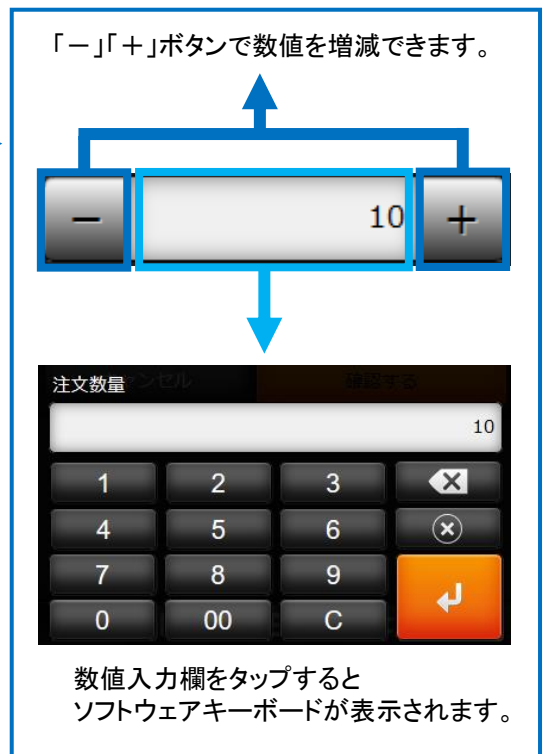 「－」「＋」ボタンで数値を増減できます。
－ 10 ＋
注文数量 ンセル 確認する
10
1 2 3
4 5 6
7 8 9
0 00 C
数値入力欄をタップすると
ソフトウェアキーボードが表示されます。